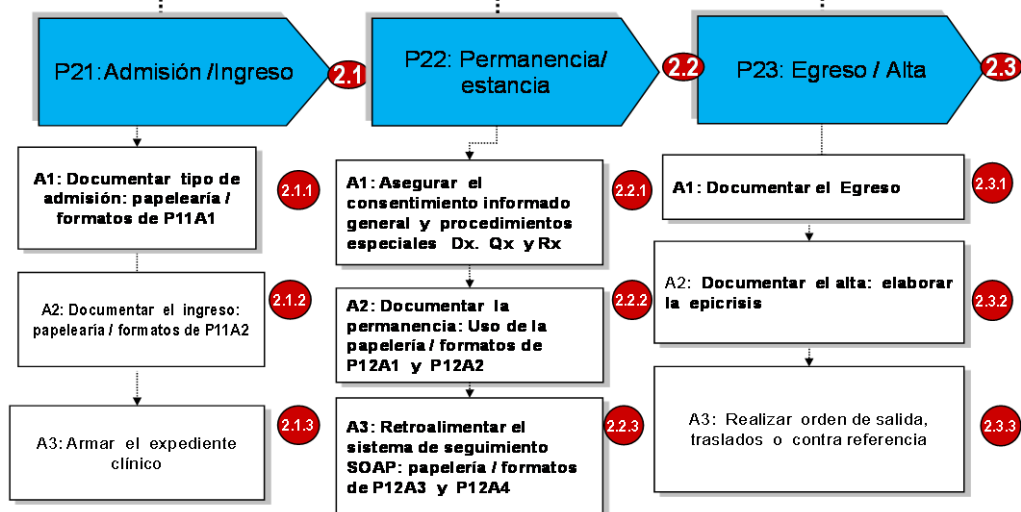 P21:Admisión /Ingreso
2.1
P22: Permanencia/
estancia
2.2
P23: Egreso / Alta
2.3
A1: Documentar tipo de
admisión: papelearía /
formatos de P11A1
2.1.1
A2: Documentar el ingreso:
papelearía / formatos de P11A2
2.1.2
A3: Armar el expediente
clínico
2.1.3
A1: Asegurar el
consentimiento informado
general y procedimientos
especiales Dx. Qx y Rx
2.2.1
A2: Documentar la
permanencia: Uso de la
papelería / formatos de
P12A1 y P12A2
2.2.2
A3: Retroalimentar el
sistema de seguimiento
SOAP: papelería / formatos
de P12A3 y P12A4
2.2.3
A1: Documentar el Egreso
2.3.1
A2: Documentar el alta: elaborar
la epicrisis
2.3.2
A3: Realizar orden de salida,
traslados o contra referencia
2.3.3